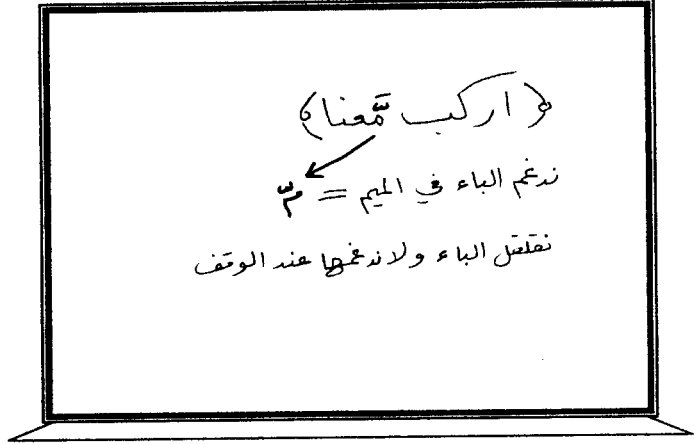 ﴿اركب مَّعنا﴾
ندغم الباء في الميم = مّ
نقلقل الباء ولا ندغمها عند الوقف